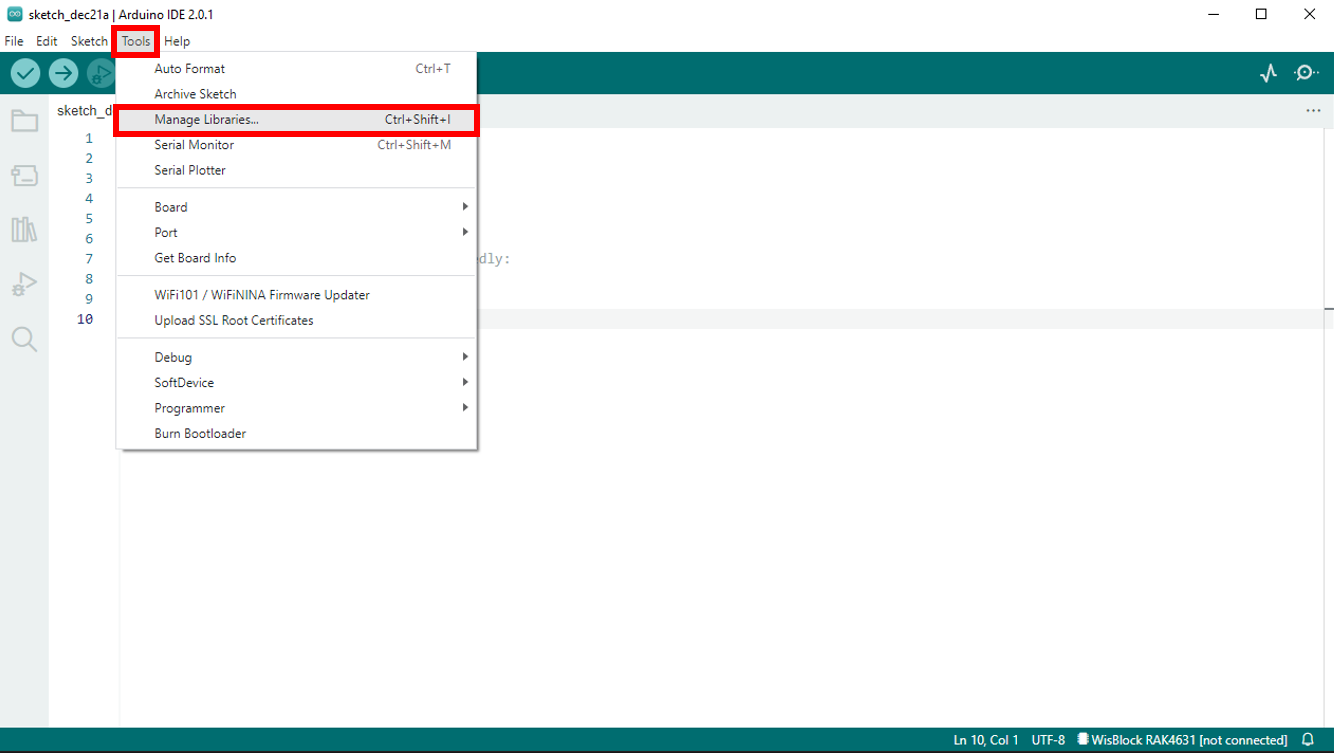 sketch_dec21a | Arduino IDE 2.0.1
File Edit Sketch Tools Help
Auto Format Ctrl+T
Archive Sketch
sketch_d
Manage Libraries... Ctrl+Shift+I
1
Serial Monitor Ctrl+Shift+M
2
Serial Plotter
3
4
Board
5
Port
6
Get Board Info
7
dly:
8
WiFi101 / WiFiNINA Firmware Updater
9
Upload SSL Root Certificates
10
Debug
SoftDevice
Programmer
Burn Bootloader
Ln 10, Col 1 UTF-8 WisBlock RAK4631 [not connected]